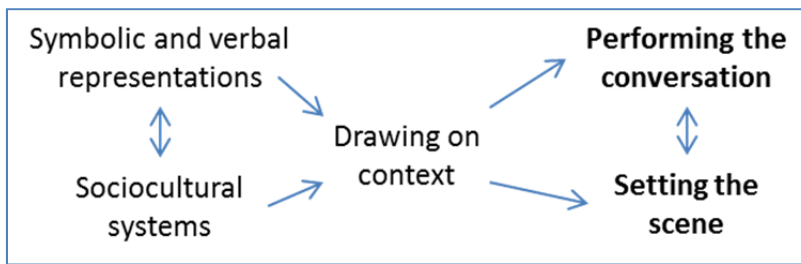 Symbolic and verbal
representations
Performing the
conversation
Drawing on
context
Sociocultural
systems
Setting the
scene